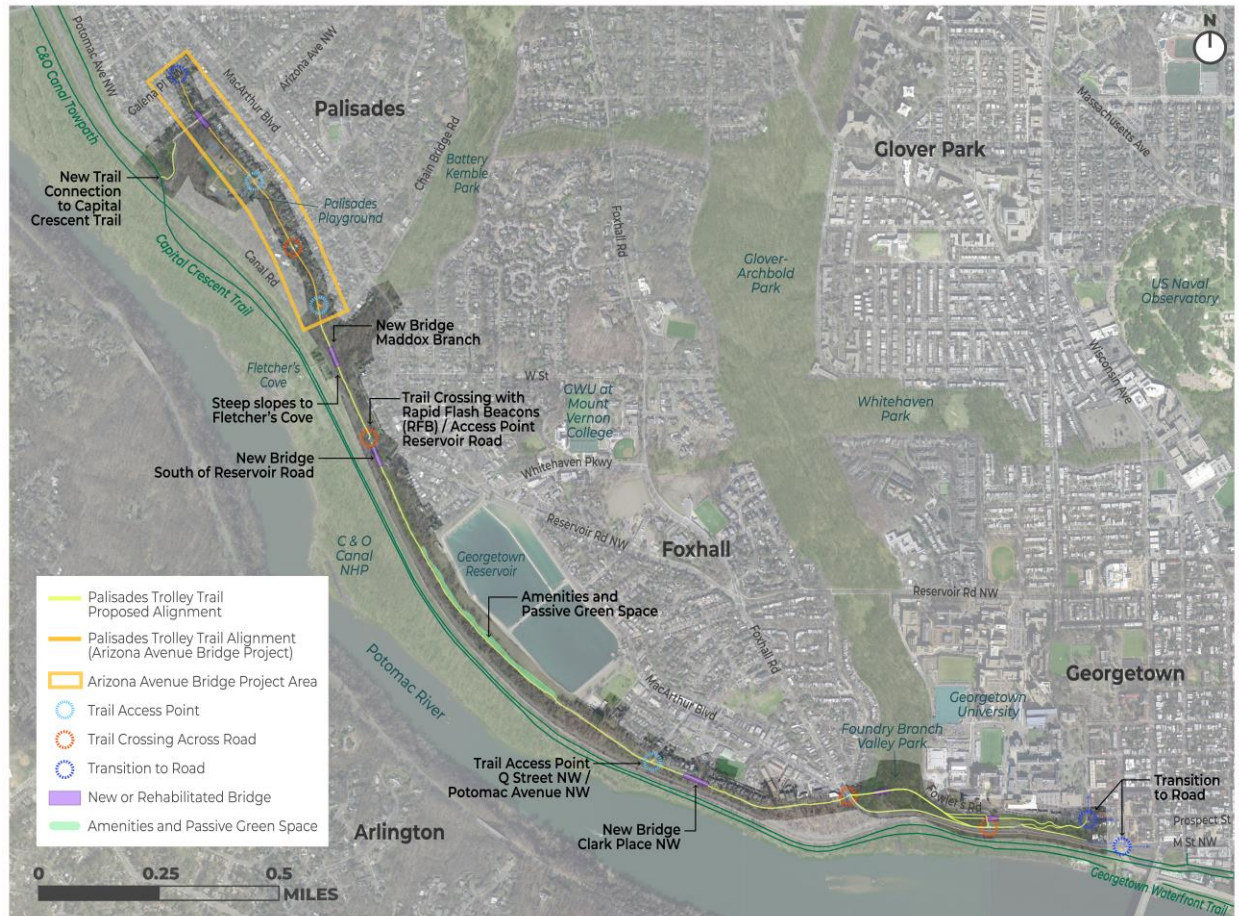 N
Potomac Ave NW
C&O Canal Towpath
Galena Pl
MacArthur Blvd
Arizona Ave NW
Palisades
Chain Bridge Rd
Battery
Kemble
Park
New Trail
Connection
to Capital
Crescent Trail
Palisades
Playground
Canal Rd
Capital Crescent Trail
Massachusetts Ave
Glover Park
Foxhall Rd
Glover-
Archbold
Park
US Naval
Observatory
Wisconsin Ave
New Bridge
Maddox Branch
Fletcher's
Cove
Steep slopes to
Fletcher's Cove
W St
GWU at
Mount
Vernon
College
Whitehaven
Park
Trail Crossing with
Rapid Flash Beacons
(RFB) / Access Point
Reservoir Road
New Bridge
South of Reservoir Road
Whitehaven Pkwy
Reservoir Rd NW
C & O
Canal
NHP
Georgetown
Reservoir
Foxhall
Reservoir Rd NW
Amenities and
Passive Green Space
Foxhall Rd
MacArthur Blvd
Potomac River
Georgetown
Georgetown
University
Foundry Branch
Valley Park
Trail Access Point
Q Street NW /
Potomac Avenue NW
New Bridge
Clark Place NW
Fowler's Rd
Transition
to Road
Prospect St
M St NW
Georgetown Waterfront Trail
Arlington
Palisades Trolley Trail
Proposed Alignment
Palisades Trolley Trail Alignment
(Arizona Avenue Bridge Project)
Arizona Avenue Bridge Project Area
Trail Access Point
Trail Crossing Across Road
Transition to Road
New or Rehabilitated Bridge
Amenities and Passive Green Space
0 0.25 0.5
MILES